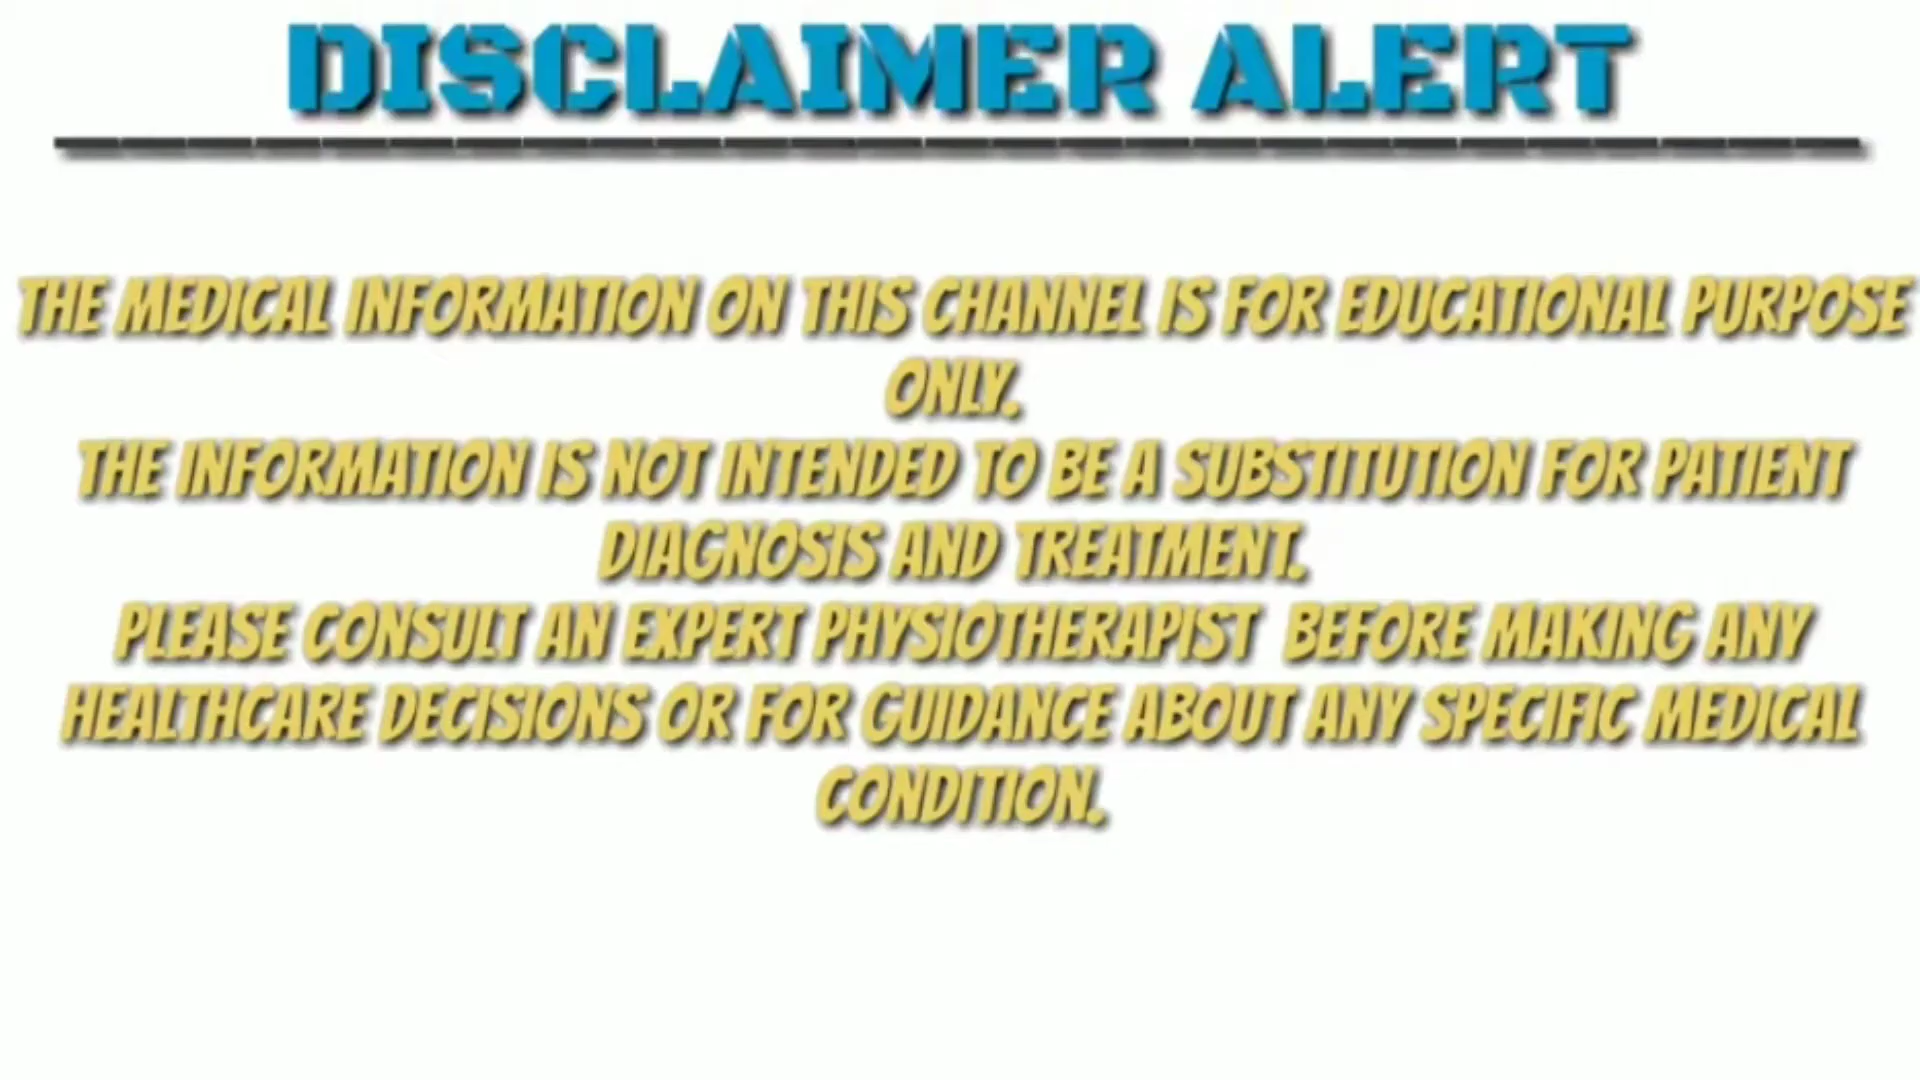 DISCLAIMER ALERT
THE MEDICAL INFORMATION ON THIS CHANNEL IS FOR EDUCATIONAL PURPOSE
ONLY.
THE INFORMATION IS NOT INTENDED TO BE A SUBSTITUTION FOR PATIENT
DIAGNOSIS AND TREATMENT.
PLEASE CONSULT AN EXPERT PHYSIOTHERAPIST BEFORE MAKING ANY
HEALTHCARE DECISIONS OR FOR GUIDANCE ABOUT ANY SPECIFIC MEDICAL
CONDITION.